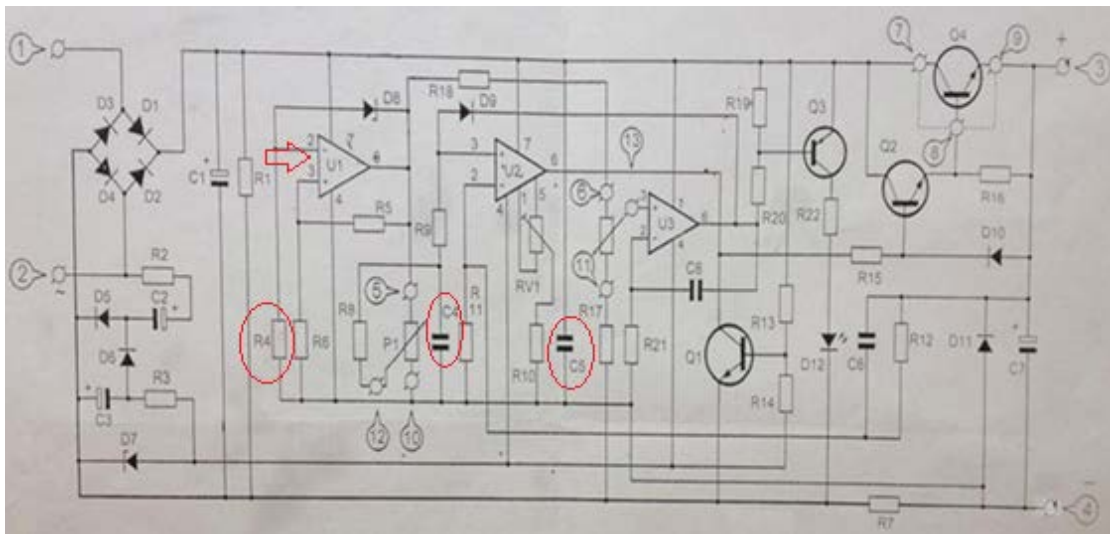 1
7
Q4
9
+
3
D3
D1
D8
R18
D9
R19
Q3
8
13
Q2
2
7
6
3
7
6
U1
U2
6
D4
D2
C1
+
R1
3
4
2
4
1
5
3
7
6
U3
R20
R22
R16
R5
R9
11
2
4
D10
2
~
R2
RV1
R15
5
C6
D5
C2
+
R8
C4
R
11
R17
R13
R4
R6
P1
C5
R21
Q1
D6
R10
D12
C6
R12
D11
+
C7
+
C3
R3
R14
12
10
D7
–
R7
4